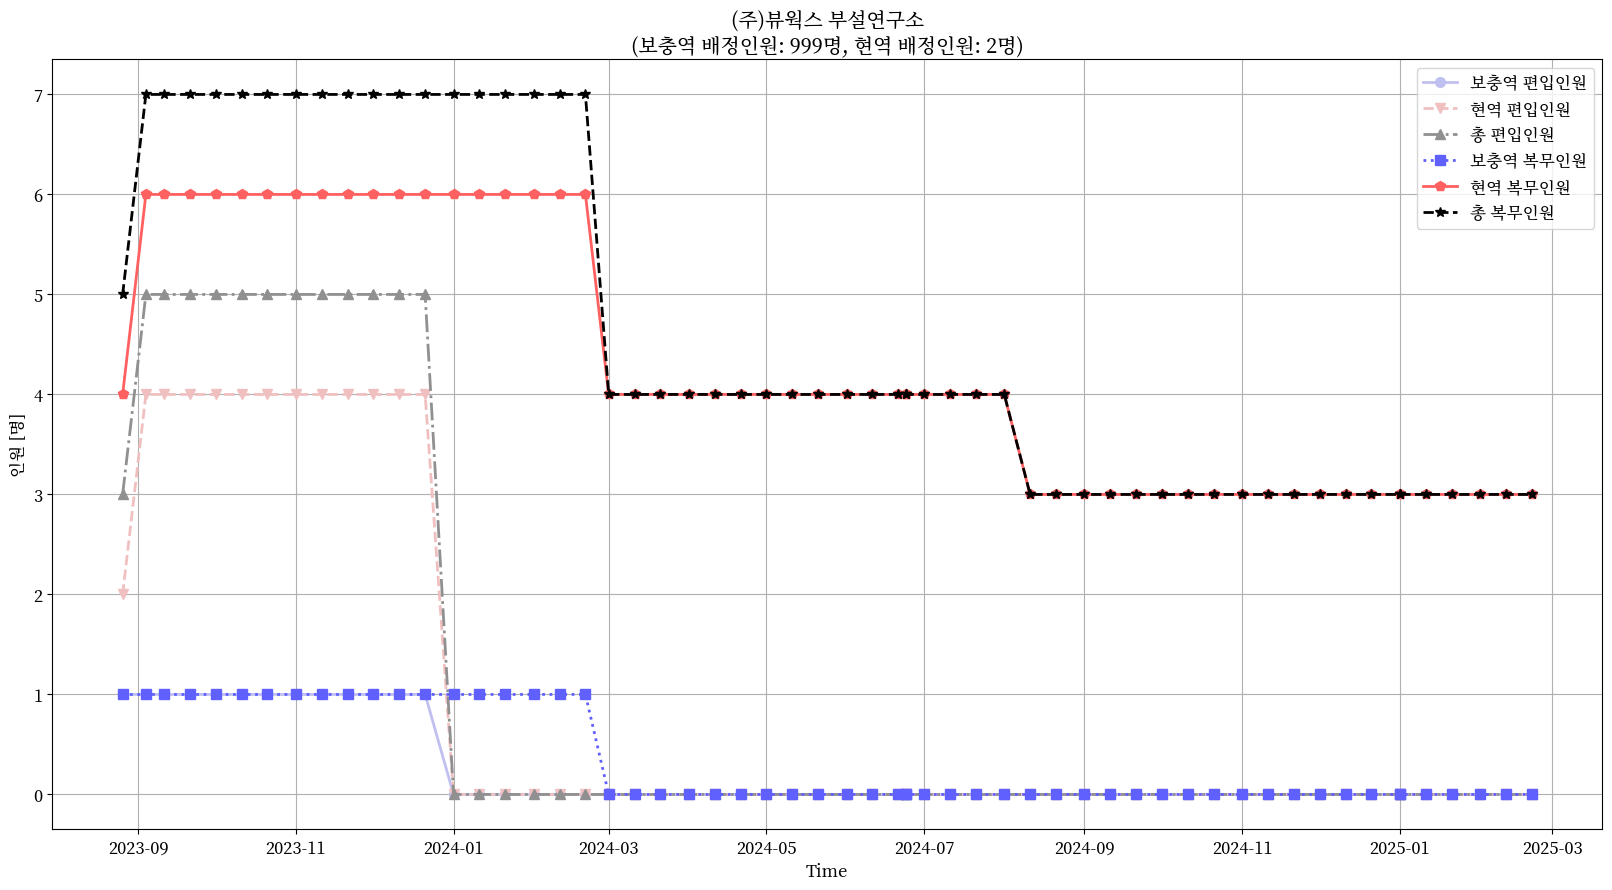 (주)뷰웍스 부설연구소
(보충역 배정인원: 999명, 현역 배정인원: 2명)
보충역 편입인원
현역 편입인원
총 편입인원
보충역 복무인원
현역 복무인원
총 복무인원
인원 [명]
7
6
5
4
3
2
1
0
2023-09
2023-11
2024-01
2024-03
2024-05
2024-07
2024-09
2024-11
2025-01
2025-03
Time